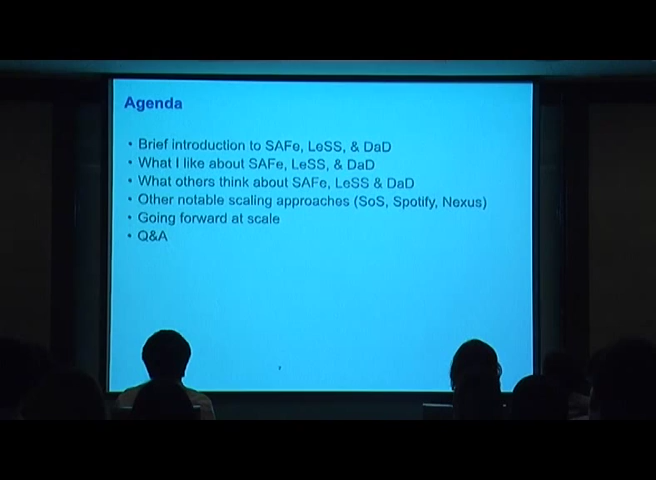 Agenda
• Brief introduction to SAFe, LeSS, & DaD
• What I like about SAFe, LeSS, & DaD
• What others think about SAFe, LeSS & DaD
• Other notable scaling approaches (SoS, Spotify, Nexus)
• Going forward at scale
• Q&A